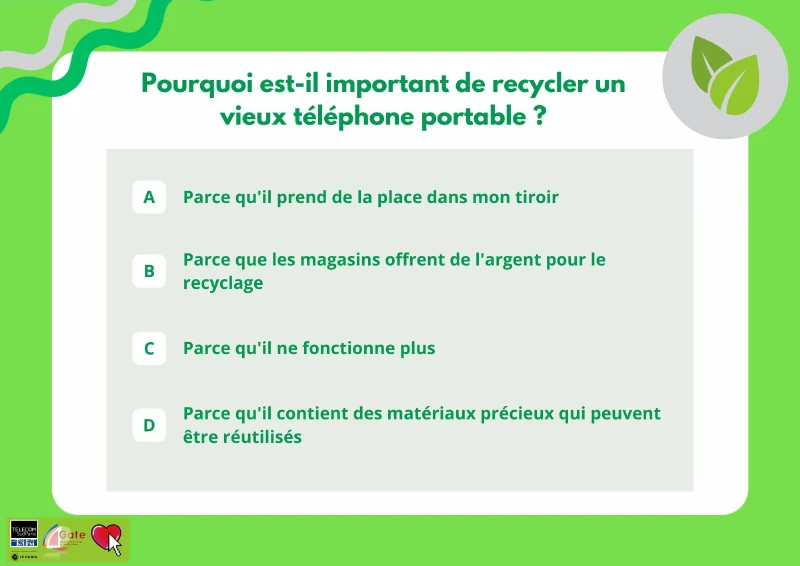 Pourquoi est-il important de recycler un
vieux téléphone portable ?
A
Parce qu'il prend de la place dans mon tiroir
B
Parce que les magasins offrent de l'argent pour le
recyclage
C
Parce qu'il ne fonctionne plus
D
Parce qu'il contient des matériaux précieux qui peuvent
être réutilisés
TELECOM
SudParis
Gate